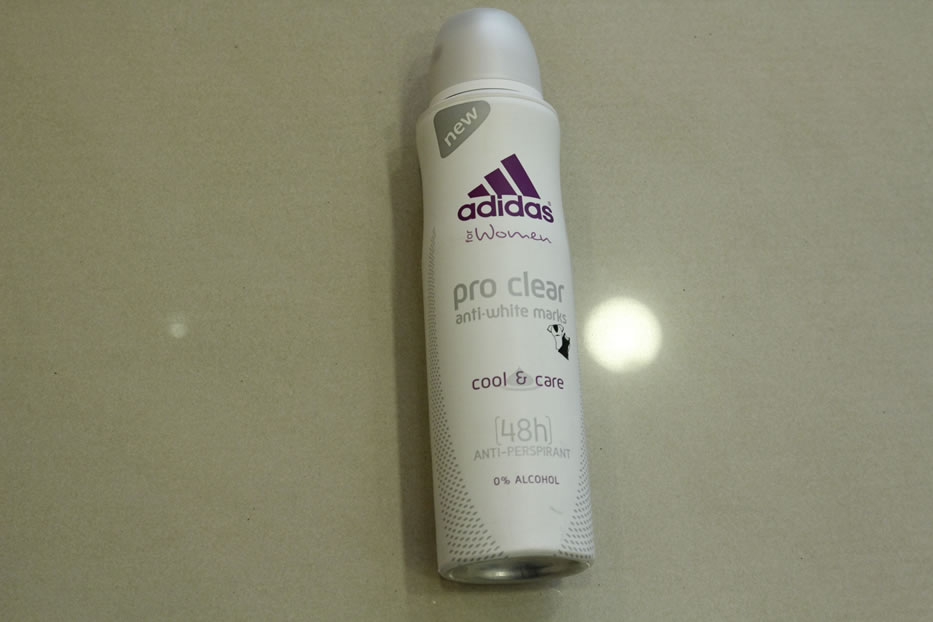 new
adidas
for Women
pro clear
anti-white marks
cool & care
[48h]
ANTI-PERSPIRANT
0% ALCOHOL